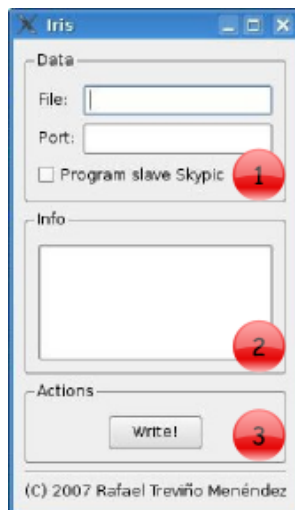 Iris
Data
File:
Port:
Program slave Skypic
1
Info
2
Actions
Write!
3
(C) 2007 Rafael Treviño Menéndez